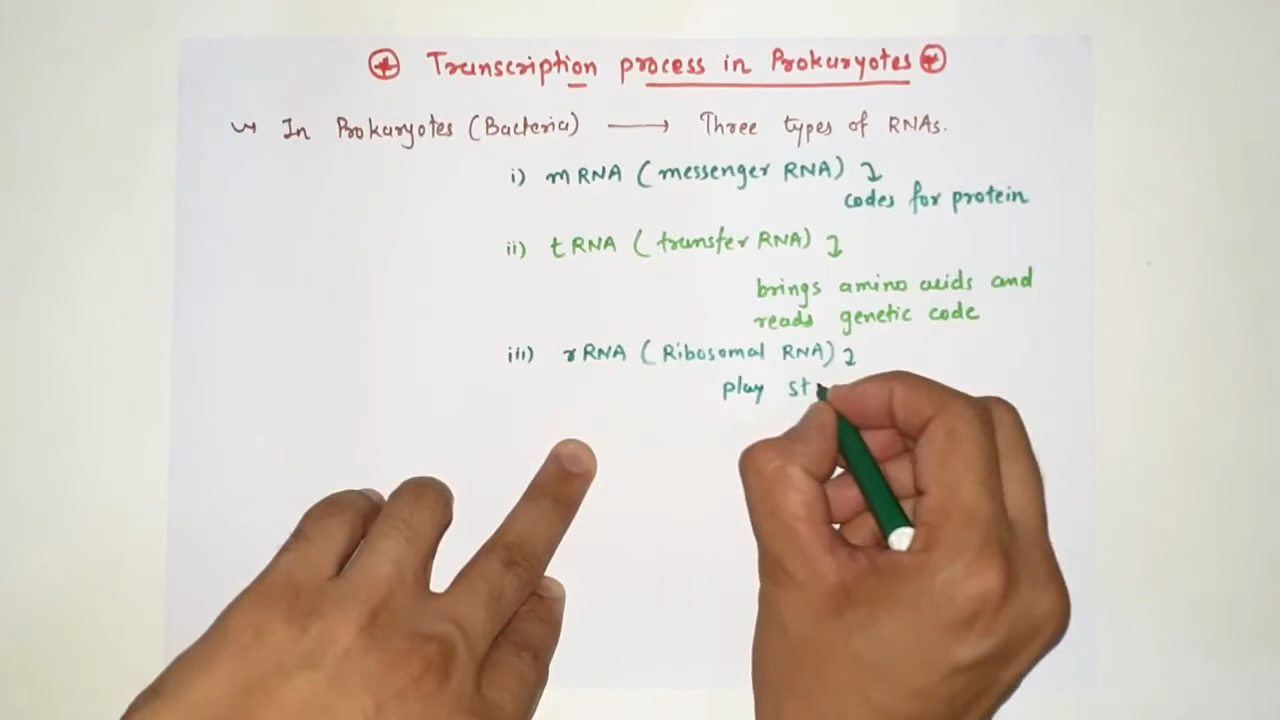 Transcription process in Prokaryotes
In Prokaryotes (Bacteria) → Three types of RNAs.
i) mRNA (messenger RNA)
codes for protein
ii) tRNA (transfer RNA)
brings amino acids and
reads genetic code
iii) rRNA (Ribosomal RNA)
play st